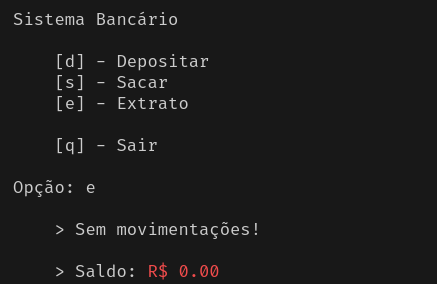 Sistema Bancário
[d] - Depositar
[s] - Sacar
[e] - Extrato
[q] - Sair
Opção: e
> Sem movimentações!
> Saldo: R$ 0.00